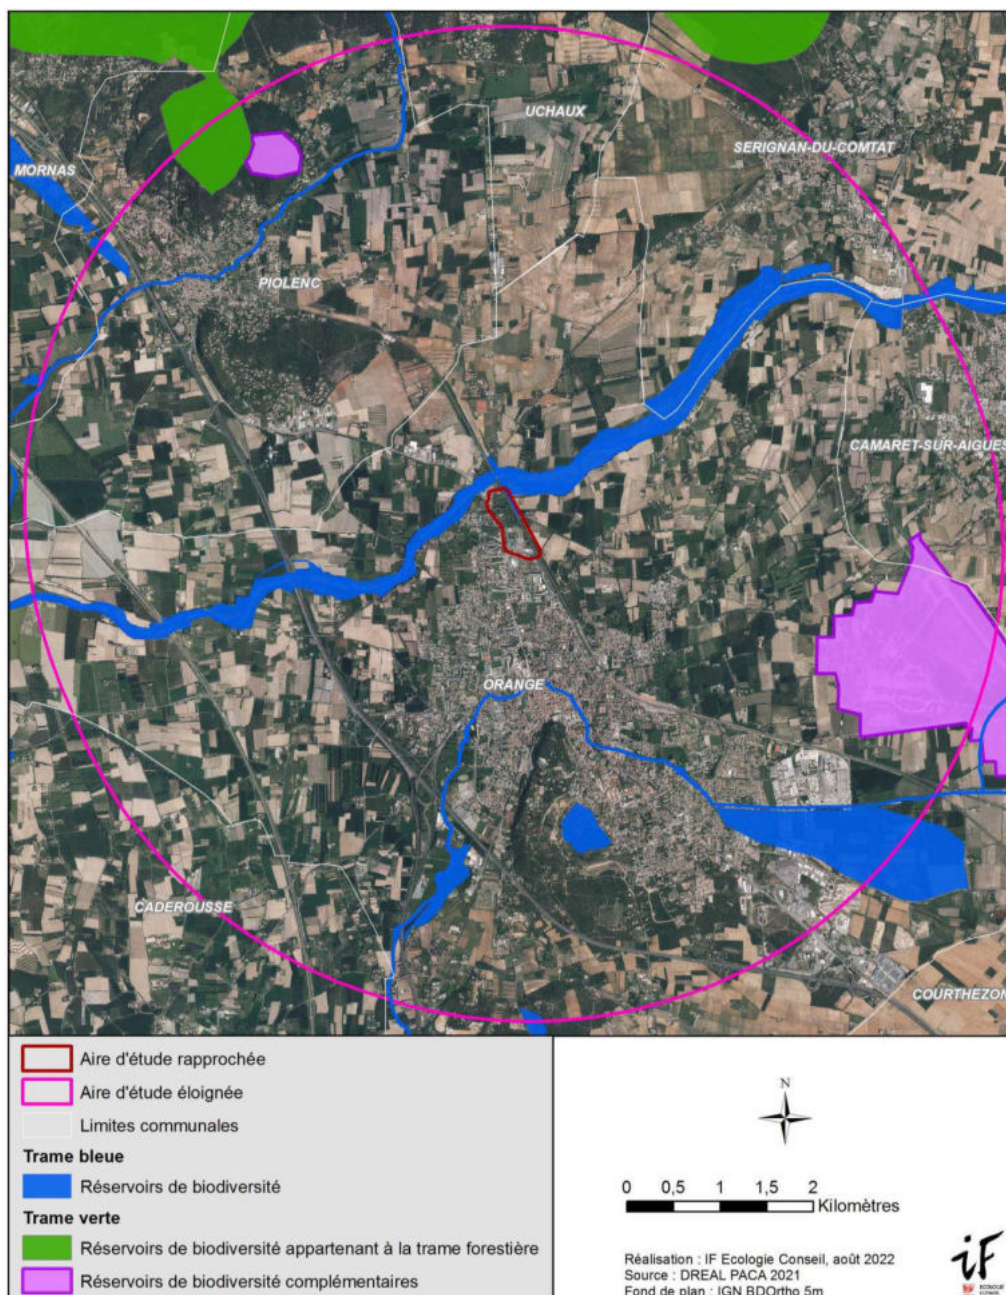 UCHAUX
SERIGNAN-DU-COMTAT
MORNAS
PIOLENC
CAMARET-SUR-AIGUES
ORANGE
CADEROUSSE
COURTHEZON
Aire d'étude rapprochée
Aire d'étude éloignée
Limites communales
Trame bleue
Réservoirs de biodiversité
Trame verte
Réservoirs de biodiversité appartenant à la trame forestière
Réservoirs de biodiversité complémentaires
N
0 0,5 1 1,5 2
Kilomètres
Réalisation : IF Ecologie Conseil, août 2022
Source : DREAL PACA 2021
Fond de plan : IGN BDOrtho 5m
iF
ECOLOGIE